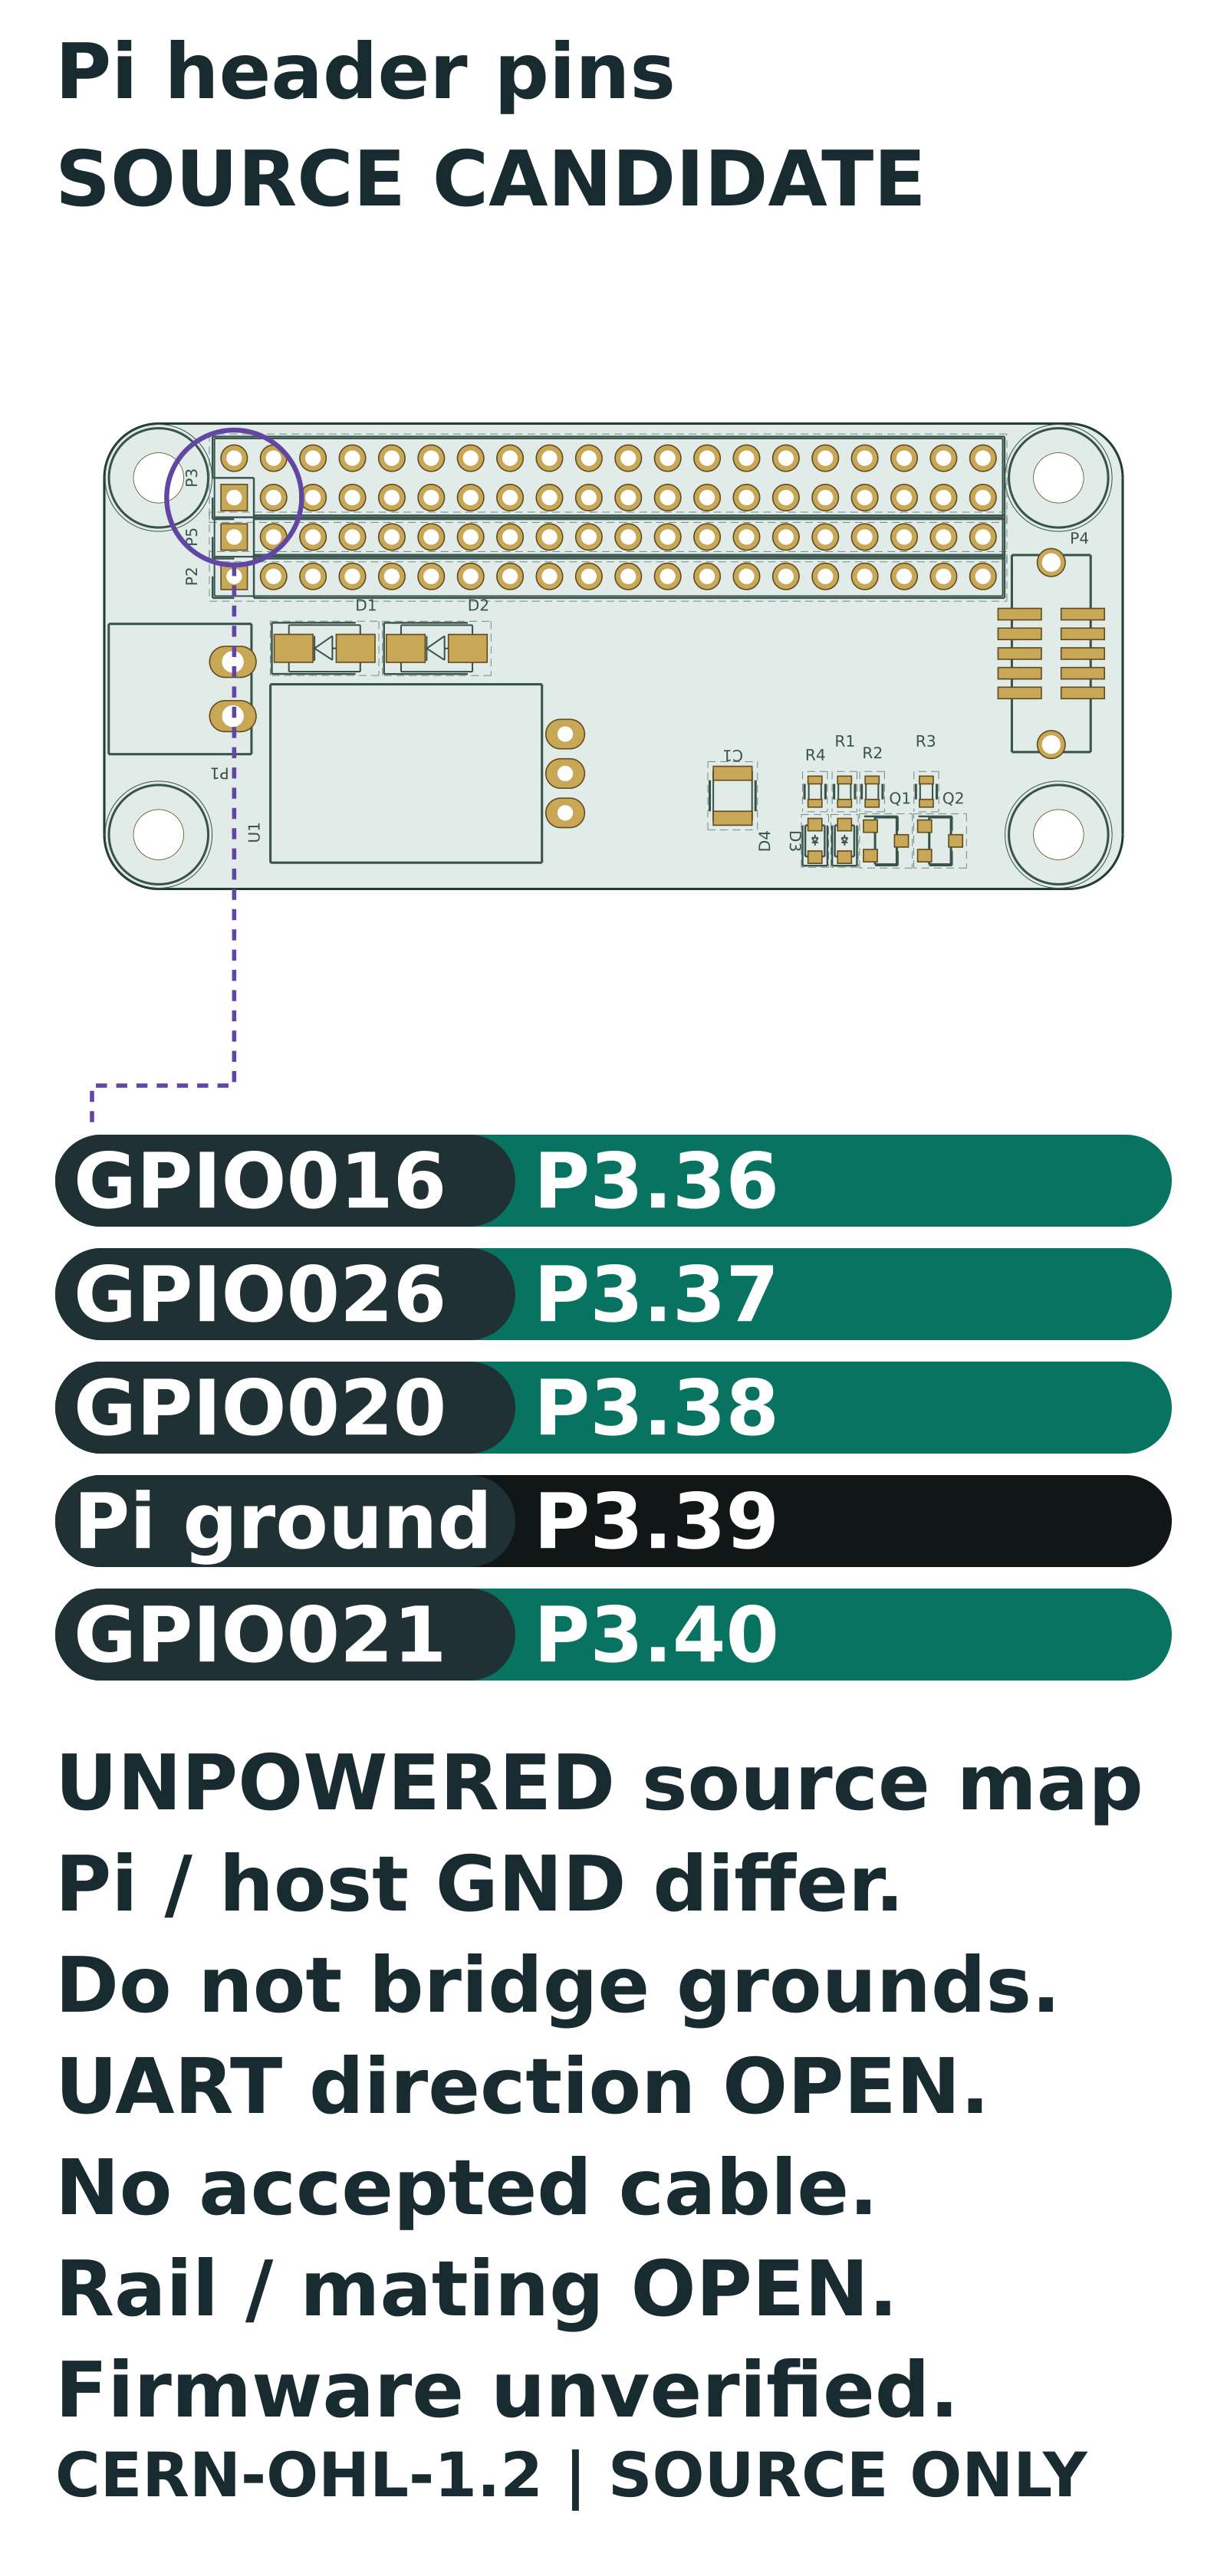 Pi header pins
SOURCE CANDIDATE
P3
P5
P2
P4
D1 D2
P1
U1
C1
R4 R1 R2 R3
Q1 Q2
D4 D3
GPIO016 P3.36
GPIO026 P3.37
GPIO020 P3.38
Pi ground P3.39
GPIO021 P3.40
UNPOWERED source map
Pi / host GND differ.
Do not bridge grounds.
UART direction OPEN.
No accepted cable.
Rail / mating OPEN.
Firmware unverified.
CERN-OHL-1.2 | SOURCE ONLY